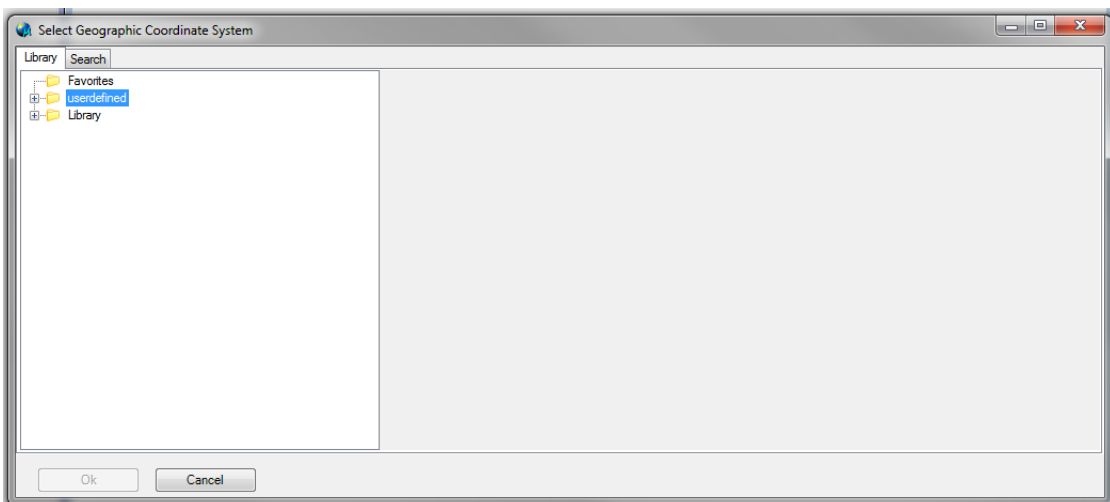 Select Geographic Coordinate System
Library Search
Favorites
userdefined
Library
Ok Cancel